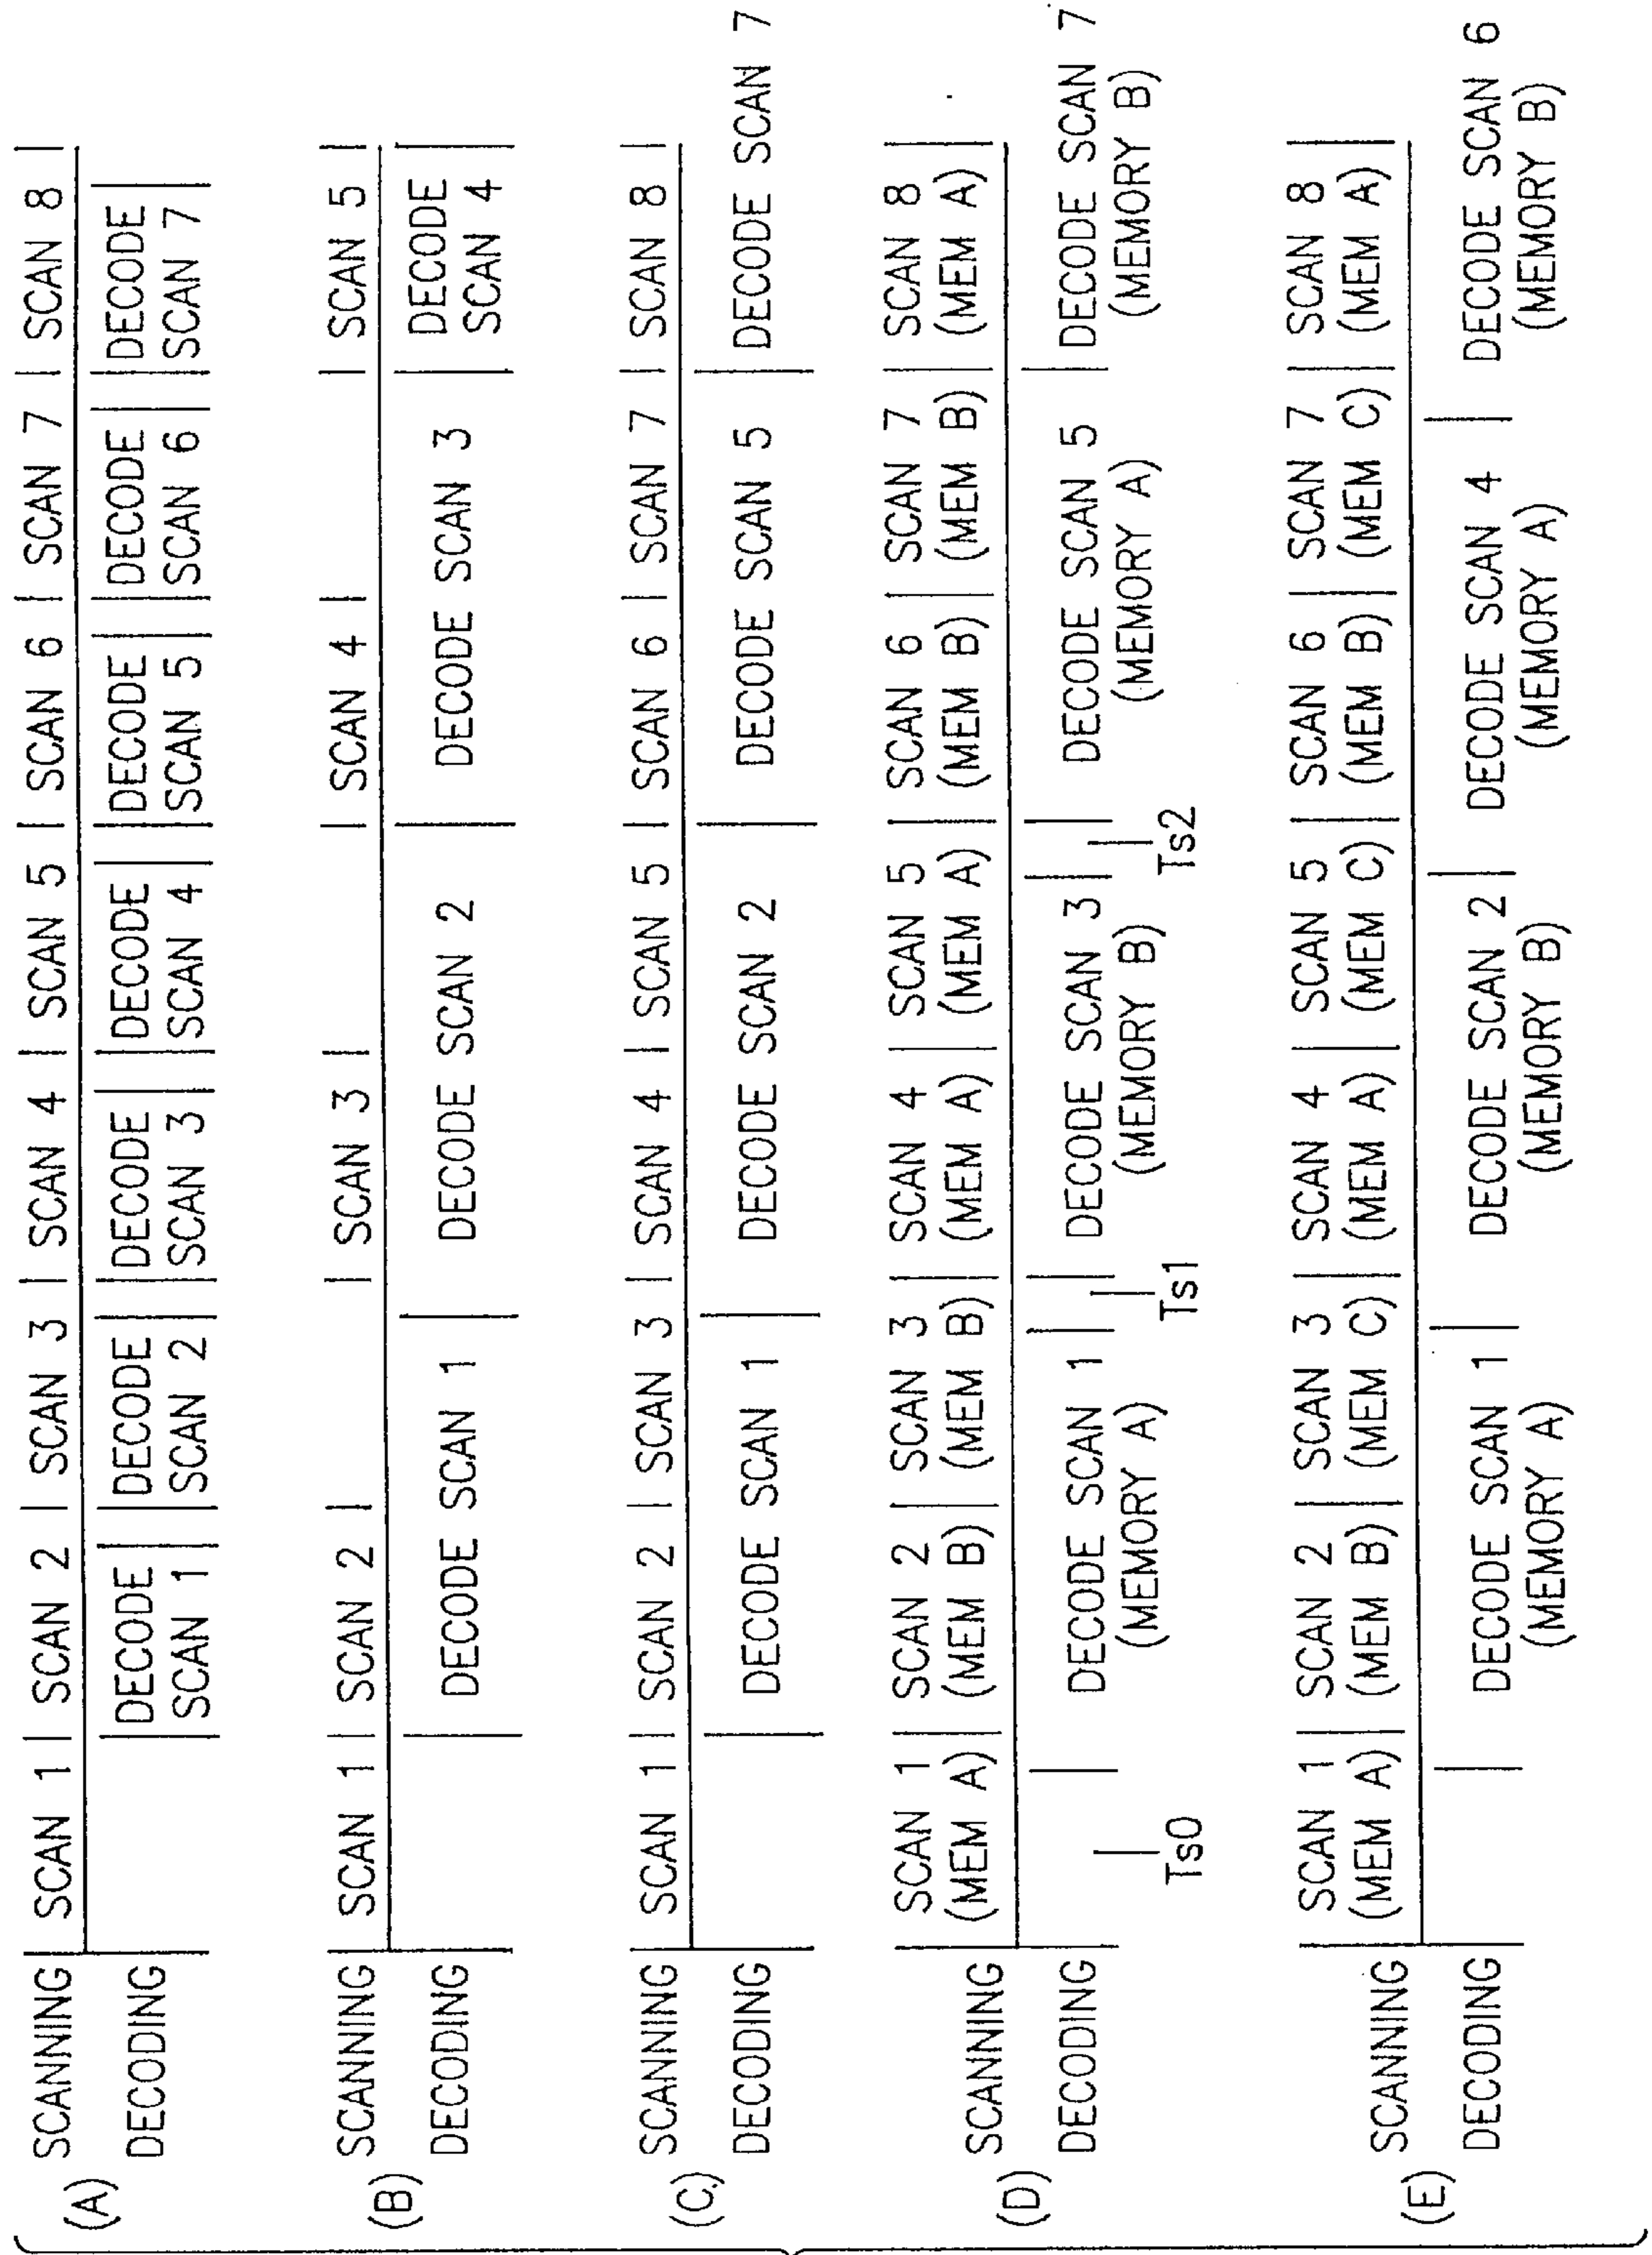 (A)
SCANNING | SCAN 1 | SCAN 2 | SCAN 3 | SCAN 4 | SCAN 5 | SCAN 6 | SCAN 7 | SCAN 8 |
DECODING | DECODE | DECODE | DECODE | DECODE | DECODE | DECODE | DECODE
SCAN 1 | SCAN 2 | SCAN 3 | SCAN 4 | SCAN 5 | SCAN 6 | SCAN 7
(B)
SCANNING | SCAN 1 | SCAN 2 | SCAN 3 | SCAN 4 | SCAN 5 |
DECODING | DECODE SCAN 1 | DECODE SCAN 2 | DECODE SCAN 3 | DECODE
SCAN 4
(C)
SCANNING | SCAN 1 | SCAN 2 | SCAN 3 | SCAN 4 | SCAN 5 | SCAN 6 | SCAN 7 | SCAN 8 |
DECODING | DECODE SCAN 1 | DECODE SCAN 2 | DECODE SCAN 5 | DECODE SCAN 7
(D)
SCANNING | SCAN 1 | SCAN 2 | SCAN 3 | SCAN 4 | SCAN 5 | SCAN 6 | SCAN 7 | SCAN 8
(MEM A) | (MEM B) | (MEM B) | (MEM A) | (MEM A) | (MEM B) | (MEM B) | (MEM A)
DECODING | DECODE SCAN 1 | DECODE SCAN 3 | DECODE SCAN 5 | DECODE SCAN 7
(MEMORY A) | (MEMORY B) | (MEMORY A) | (MEMORY B)
Ts0 Ts1 Ts2
(E)
SCANNING | SCAN 1 | SCAN 2 | SCAN 3 | SCAN 4 | SCAN 5 | SCAN 6 | SCAN 7 | SCAN 8
(MEM A) | (MEM B) | (MEM C) | (MEM A) | (MEM C) | (MEM B) | (MEM C) | (MEM A)
DECODING | DECODE SCAN 1 | DECODE SCAN 2 | DECODE SCAN 4 | DECODE SCAN 6
(MEMORY A) | (MEMORY B) | (MEMORY A) | (MEMORY B)